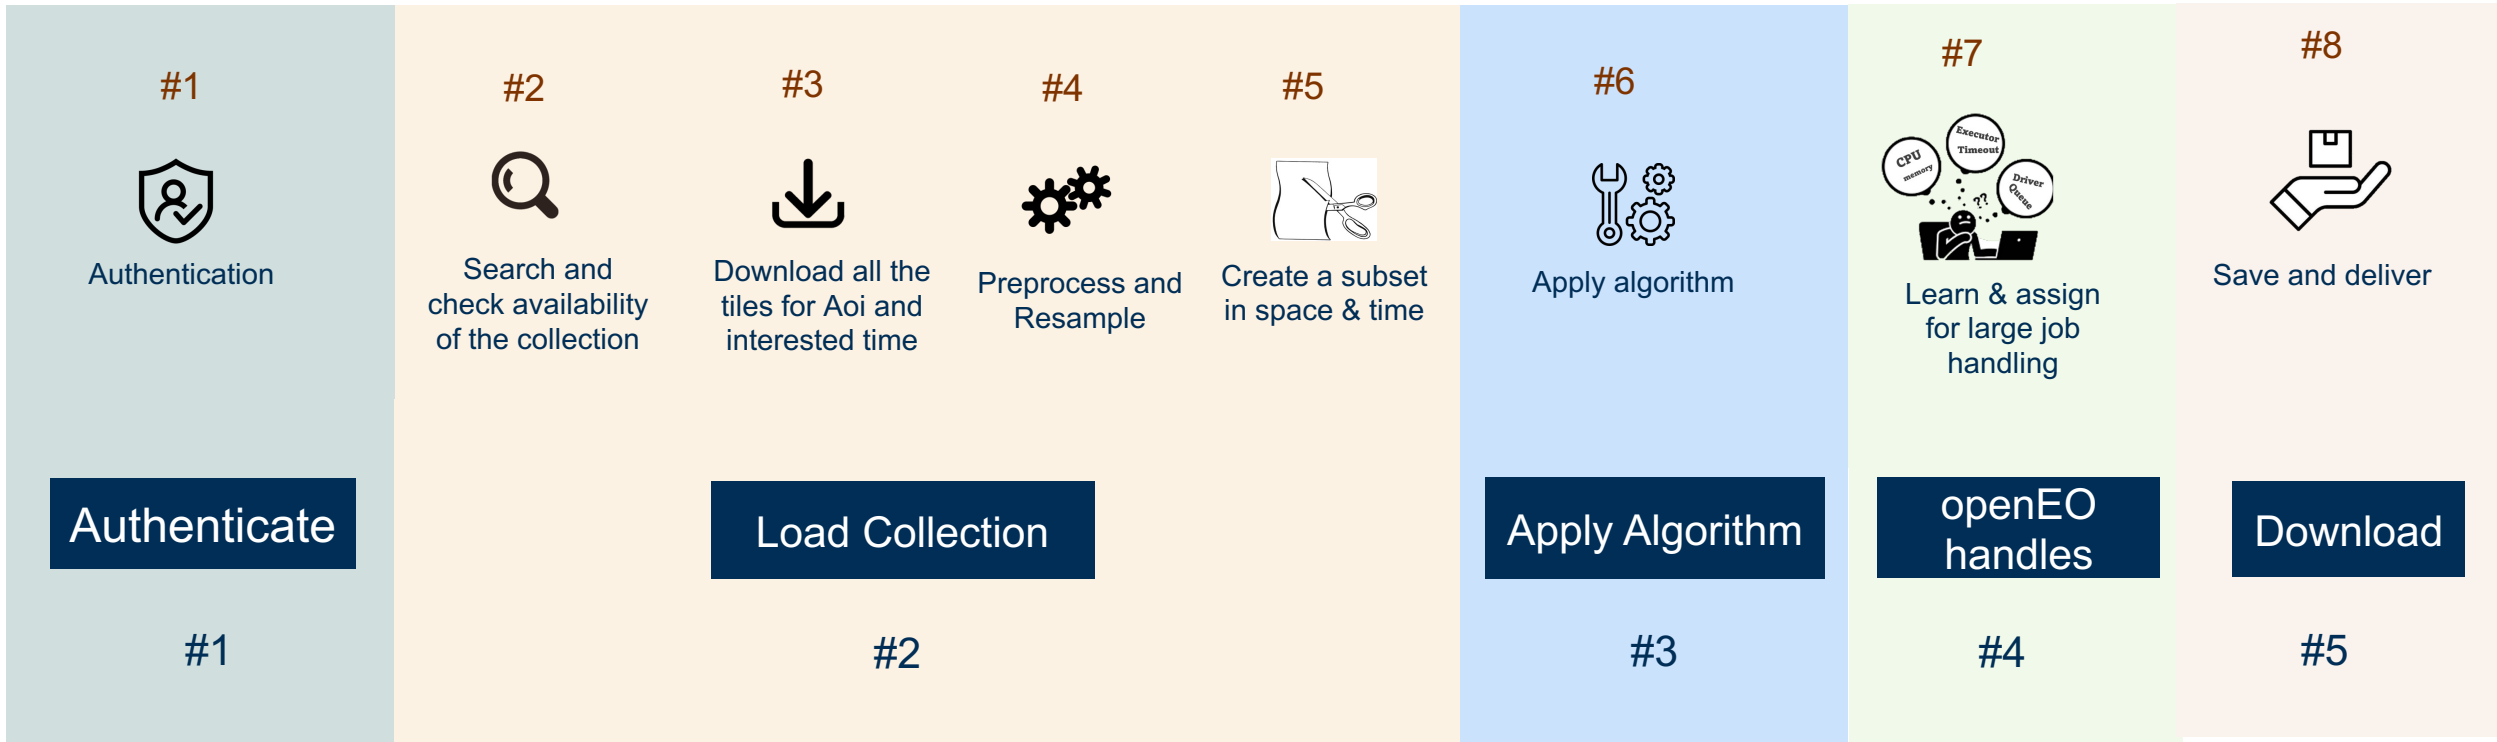 #1
Authentication
#2
Search and
check availability
of the collection
#3
Download all the
tiles for Aoi and
interested time
#4
Preprocess and
Resample
#5
Create a subset
in space & time
#6
Apply algorithm
#7
CPU
memory
Executor
Timeout
Driver
Queue
??
Learn & assign
for large job
handling
#8
Save and deliver
Authenticate
Load Collection
Apply Algorithm
openEO
handles
Download
#1
#2
#3
#4
#5